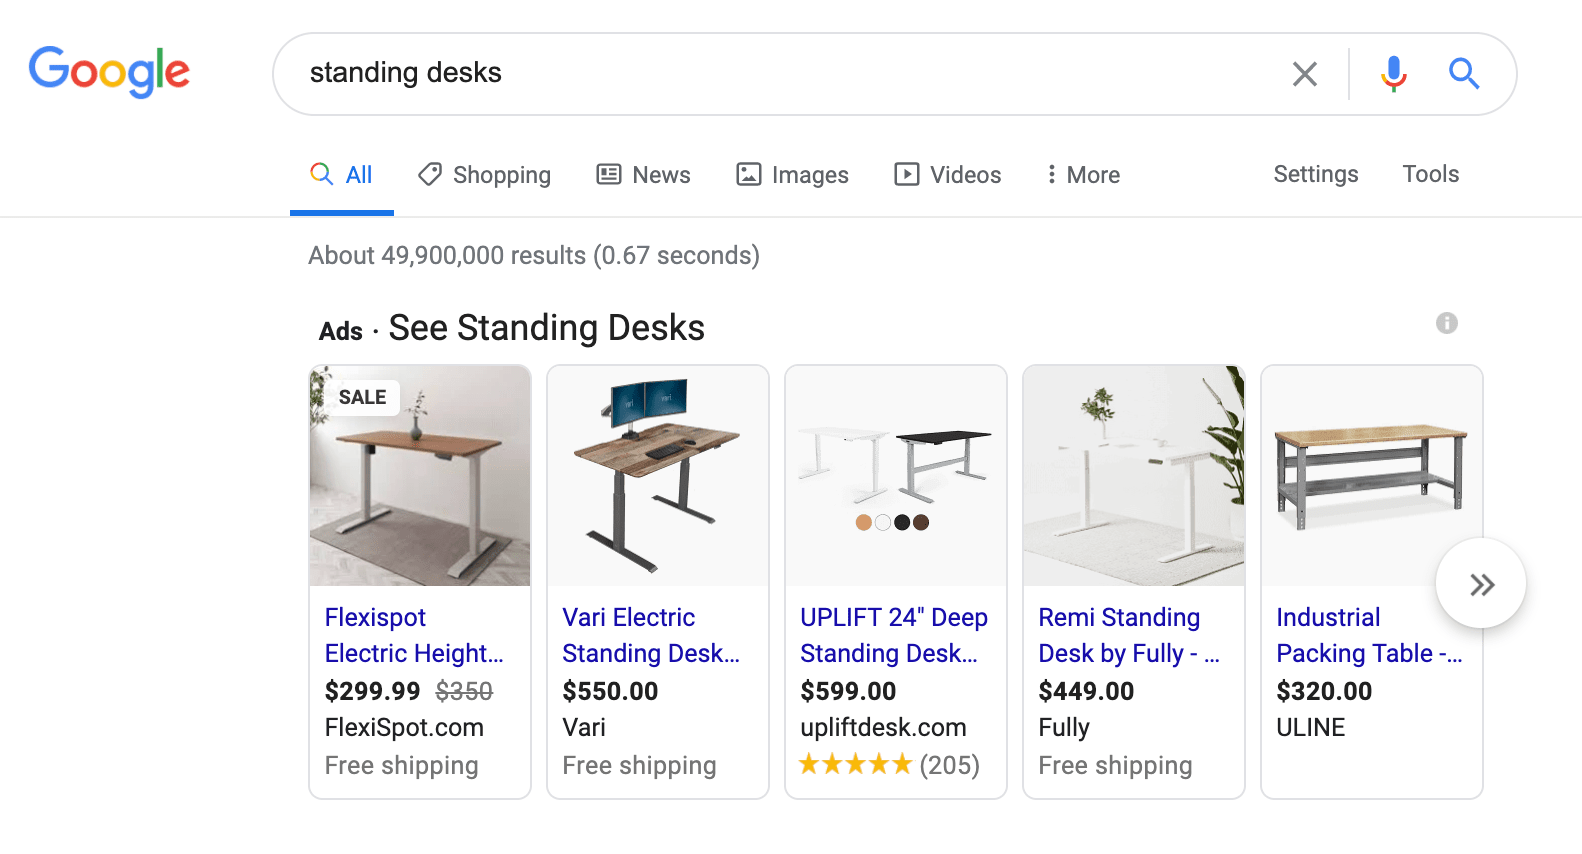 Google
standing desks
All Shopping News Images Videos More Settings Tools
About 49,900,000 results (0.67 seconds)
Ads · See Standing Desks
SALE
Flexispot
Electric Height...
$299.99 $350
FlexiSpot.com
Free shipping
vari vari
Vari Electric
Standing Desk...
$550.00
Vari
Free shipping
UPLIFT 24" Deep
Standing Desk...
$599.00
upliftdesk.com
(205)
Remi Standing
Desk by Fully - ...
$449.00
Fully
Free shipping
Industrial
Packing Table -...
$320.00
ULINE